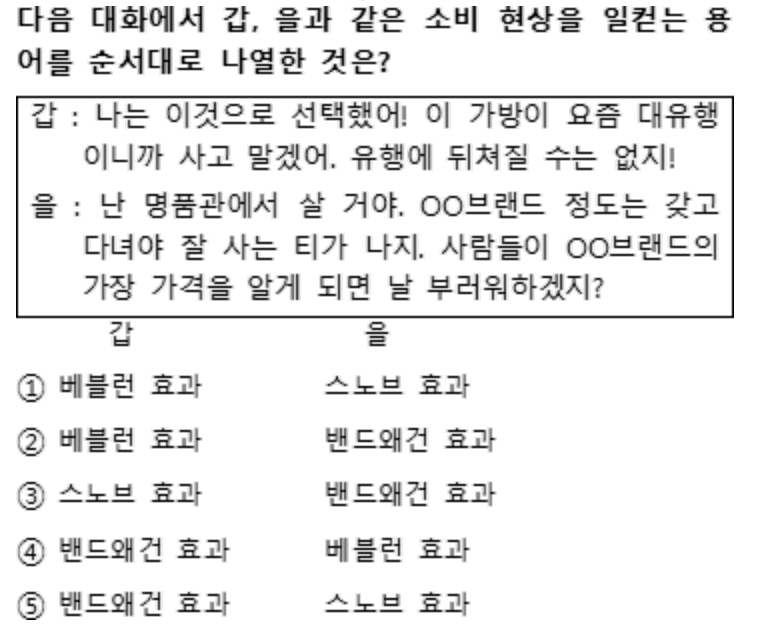 다음 대화에서 갑, 을과 같은 소비 현상을 일컫는 용
어를 순서대로 나열한 것은?
갑 : 나는 이것으로 선택했어! 이 가방이 요즘 대유행
이니까 사고 말겠어. 유행에 뒤쳐질 수는 없지!
을 : 난 명품관에서 살 거야. OO브랜드 정도는 갖고
다녀야 잘 사는 티가 나지. 사람들이 OO브랜드의
가장 가격을 알게 되면 날 부러워하겠지?
갑 을
① 베블런 효과 스노브 효과
② 베블런 효과 밴드왜건 효과
③ 스노브 효과 밴드왜건 효과
④ 밴드왜건 효과 베블런 효과
⑤ 밴드왜건 효과 스노브 효과